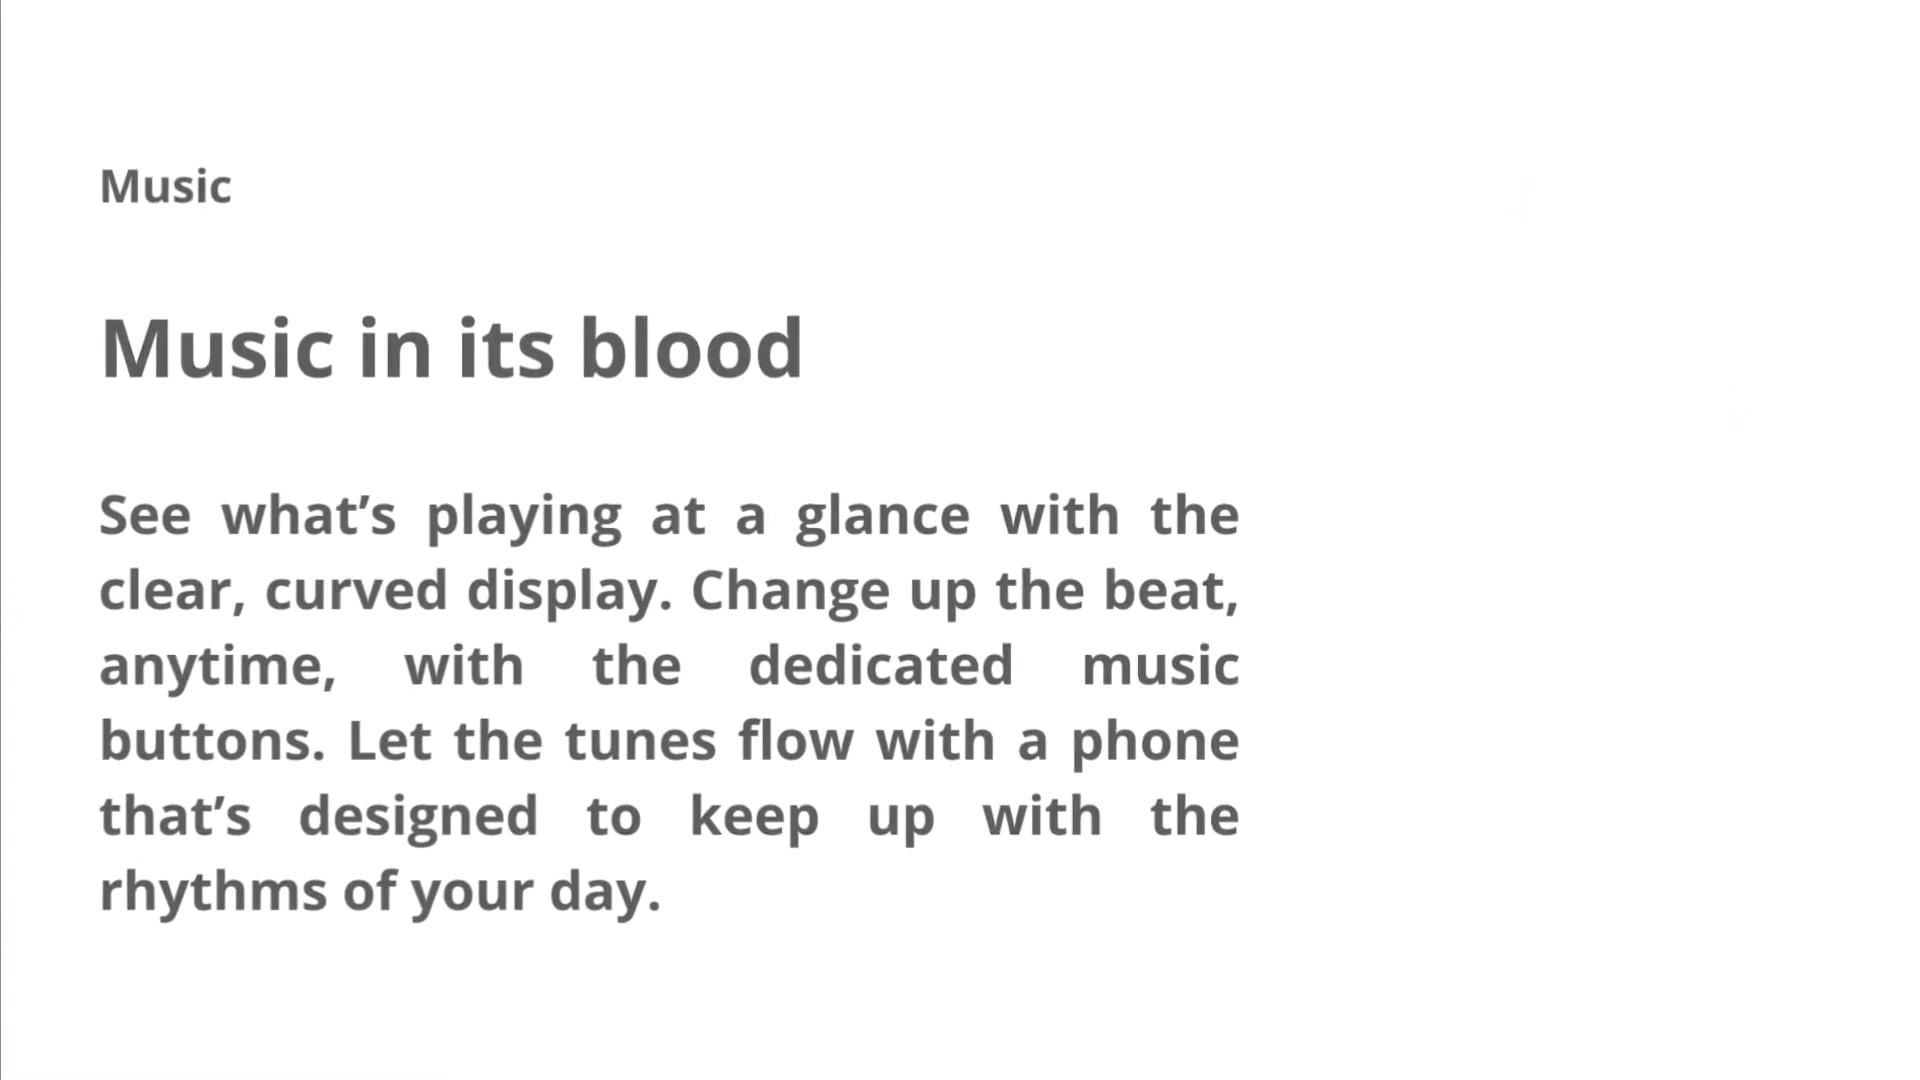 Music
Music in its blood
See what’s playing at a glance with the
clear, curved display. Change up the beat,
anytime, with the dedicated music
buttons. Let the tunes flow with a phone
that’s designed to keep up with the
rhythms of your day.